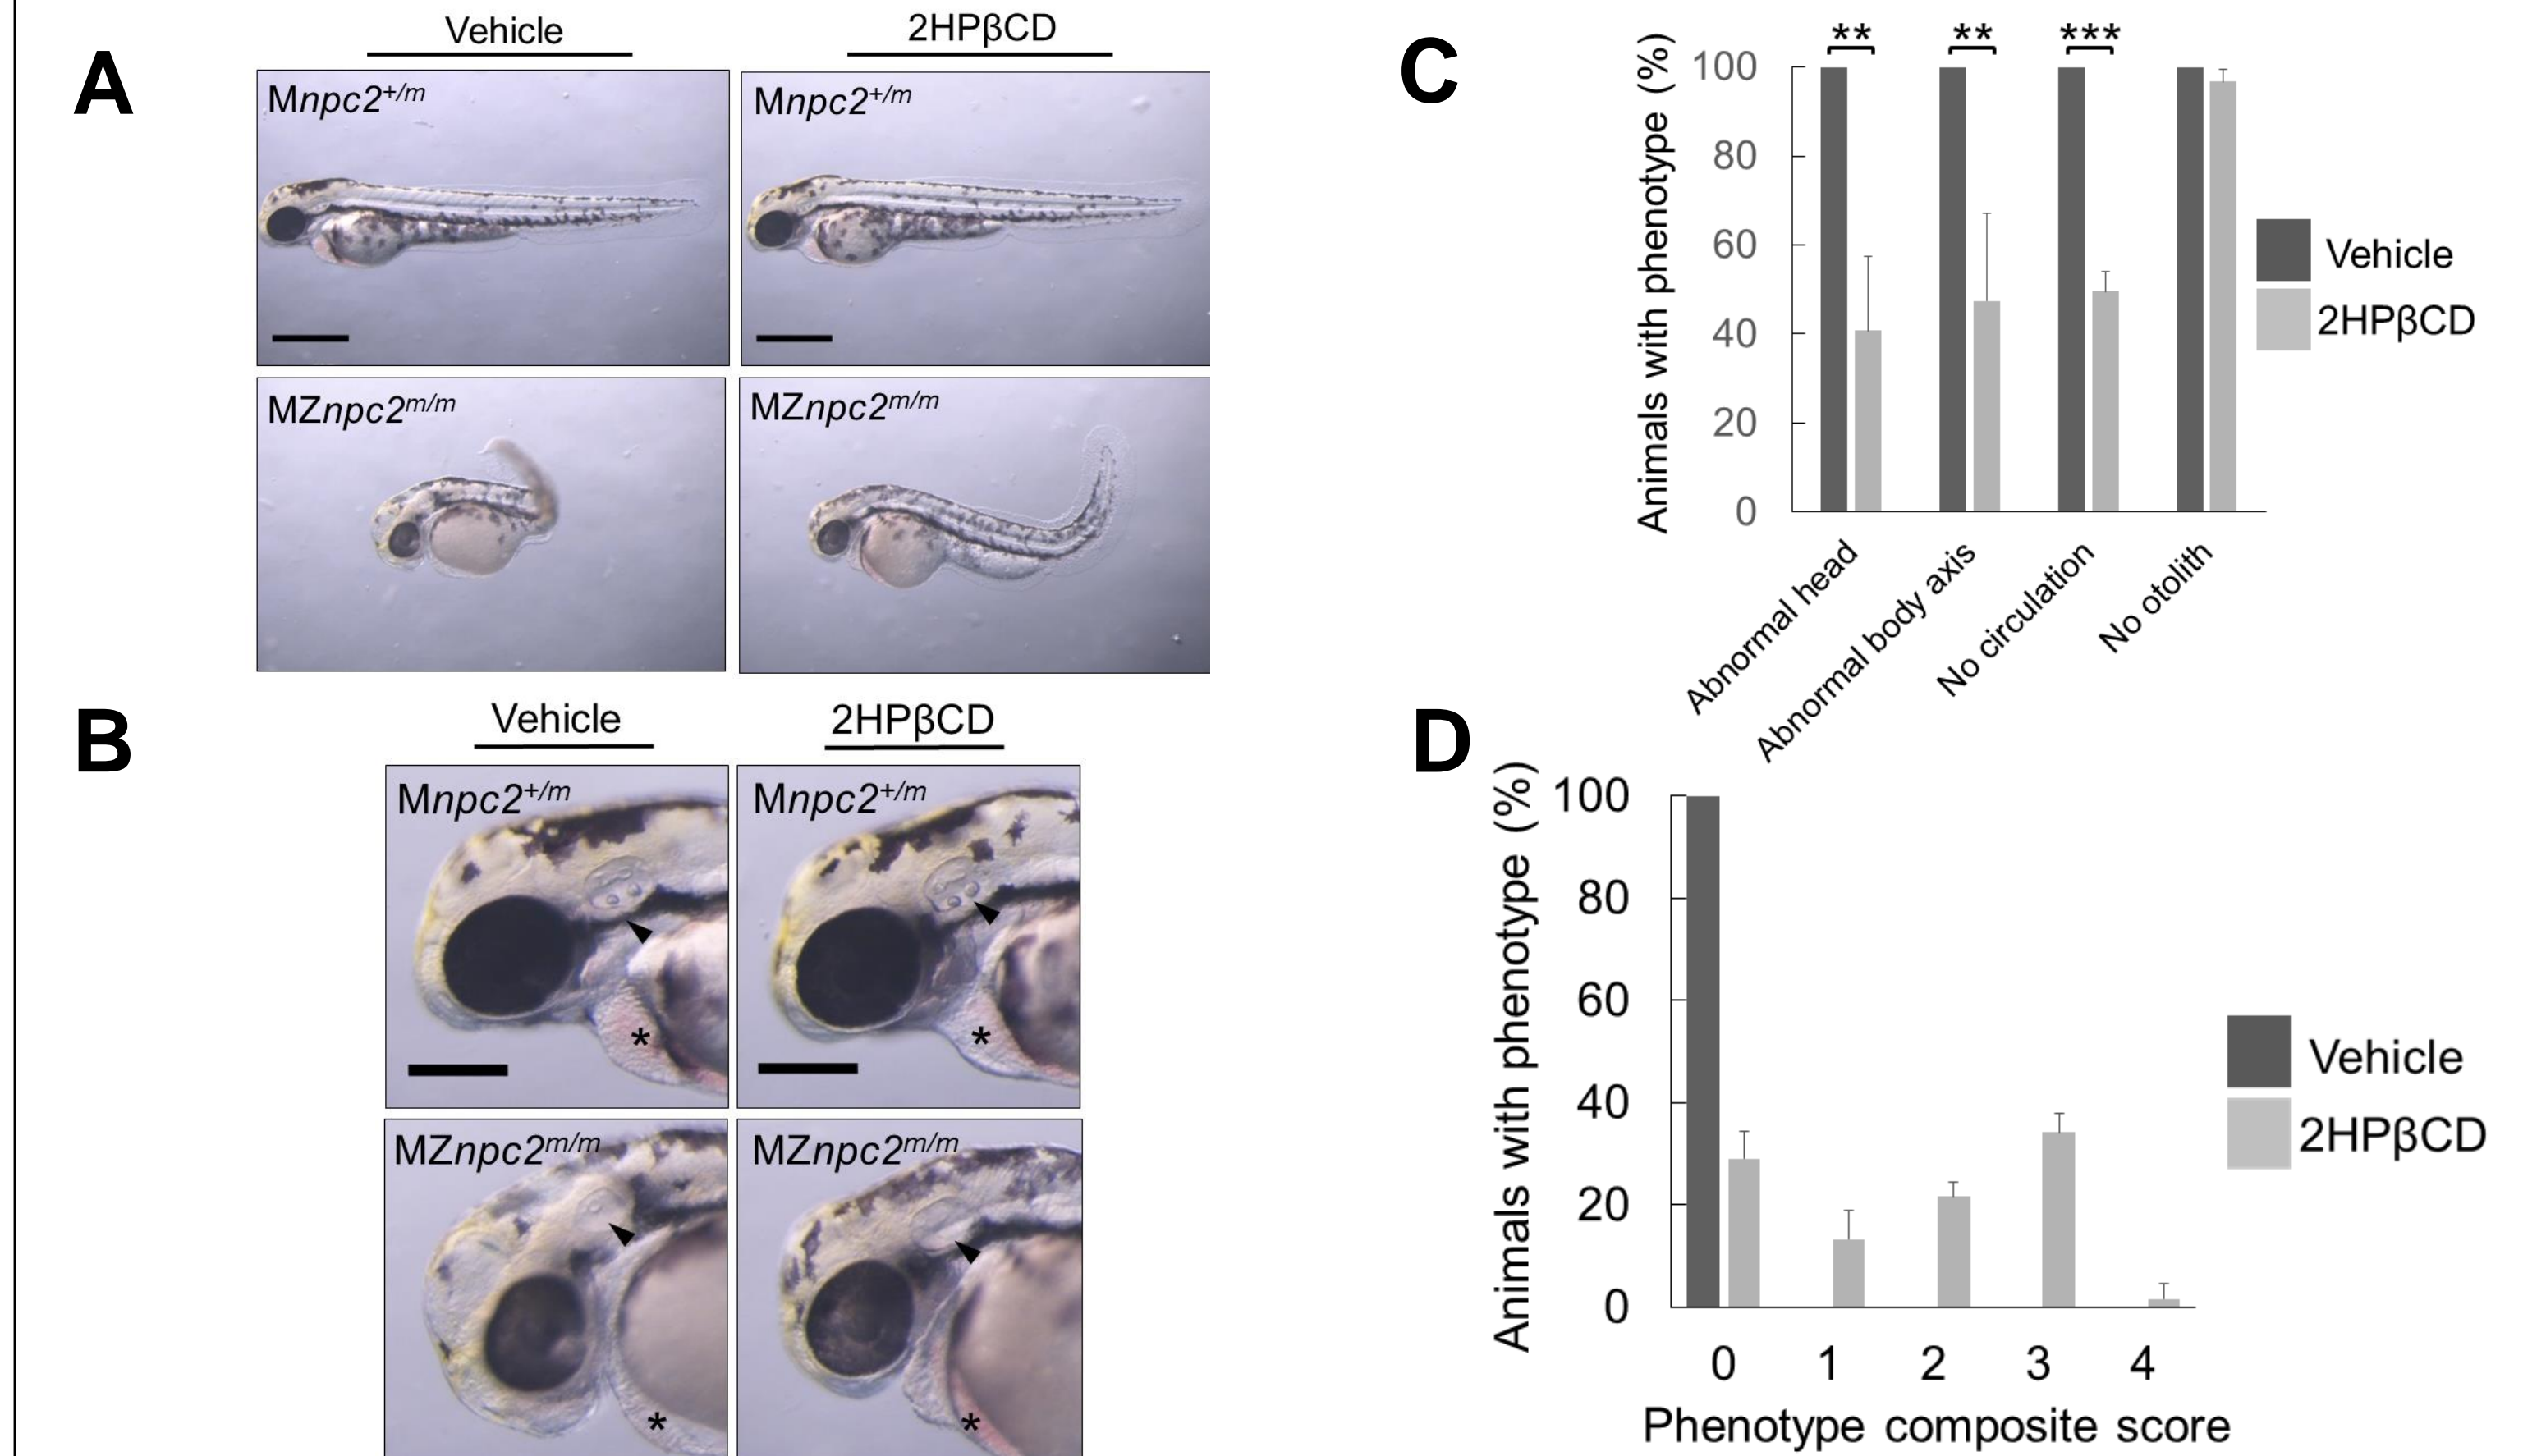 A
Vehicle 2HPβCD
Mnpc2+/m Mnpc2+/m
MZnpc2m/m MZnpc2m/m
B
Vehicle 2HPβCD
Mnpc2+/m Mnpc2+/m
* *
MZnpc2m/m MZnpc2m/m
* *
C
** ** ***
Animals with phenotype (%)
100
80
60
40
20
0
Abnormal head
Abnormal body axis
No circulation
No otolith
Vehicle
2HPβCD
D
Animals with phenotype (%)
100
80
60
40
20
0
0 1 2 3 4
Phenotype composite score
Vehicle
2HPβCD